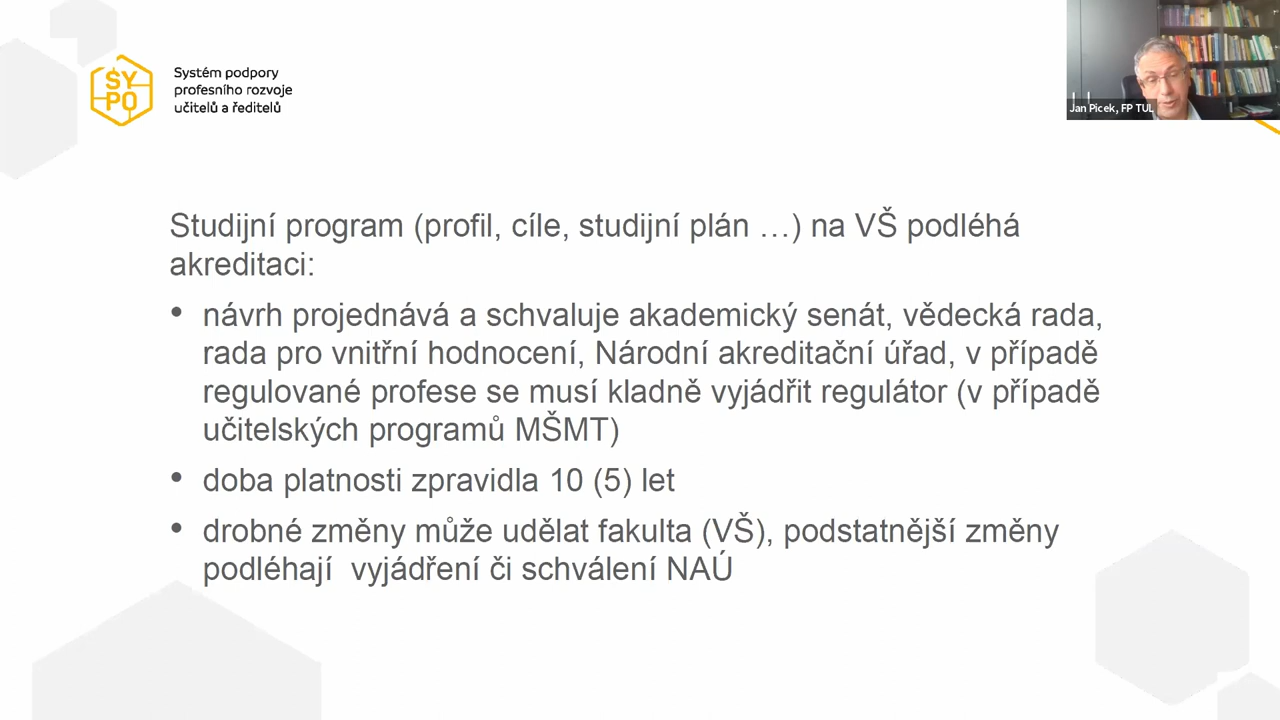 SYPO
Systém podpory
profesního rozvoje
učitelů a ředitelů
Jan Picek, FP TUL
Studijní program (profil, cíle, studijní plán …) na VŠ podléhá
akreditaci:
• návrh projednává a schvaluje akademický senát, vědecká rada,
rada pro vnitřní hodnocení, Národní akreditační úřad, v případě
regulované profese se musí kladně vyjádřit regulátor (v případě
učitelských programů MŠMT)
• doba platnosti zpravidla 10 (5) let
• drobné změny může udělat fakulta (VŠ), podstatnější změny
podléhají  vyjádření či schválení NAÚ